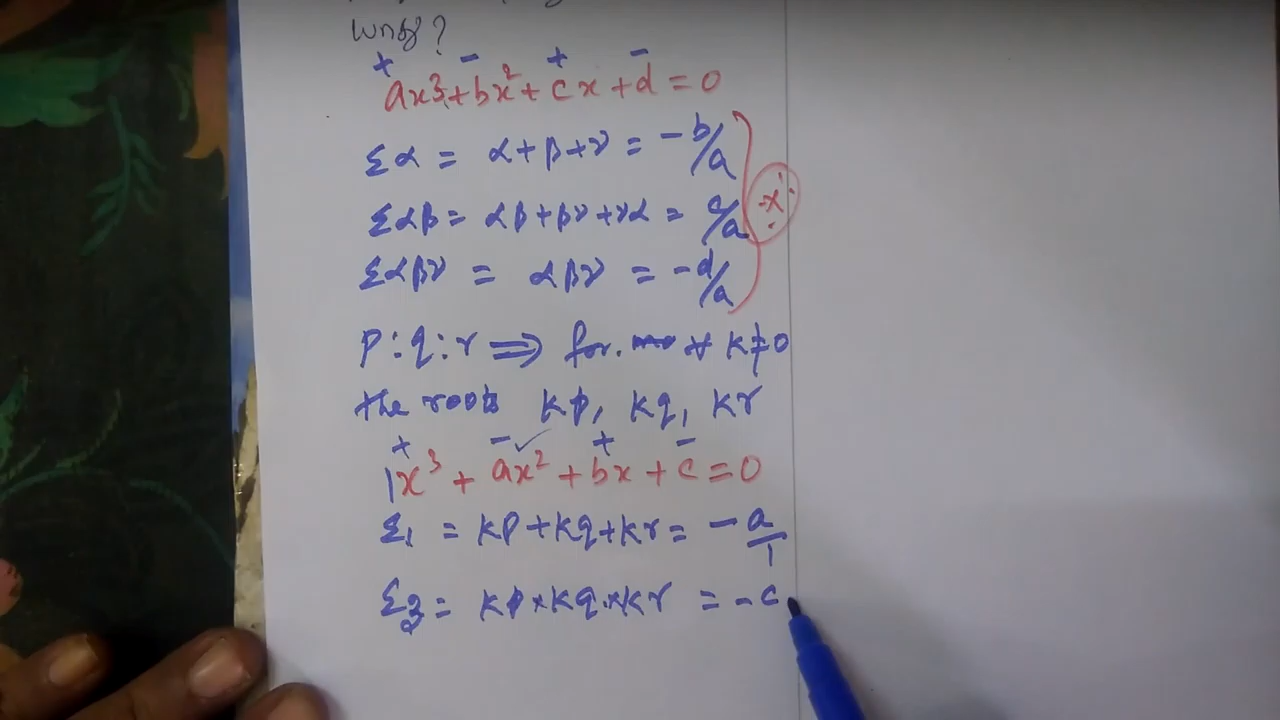 ways?
+ - + -
ax³+bx²+cx+d=0
Σα = α+β+γ = -b/a
Σαβ= αβ+βγ+γα = c/a
Σαβγ = αβγ = -d/a
p:q:r ⟹ for ∀ k≠0
the roots kp, kq, kr
+ -✓ + -
1x³ + ax² + bx + c = 0
Σ₁ = kp+kq+kr = -a/1
Σ₃ = kp×kq×kr = -c